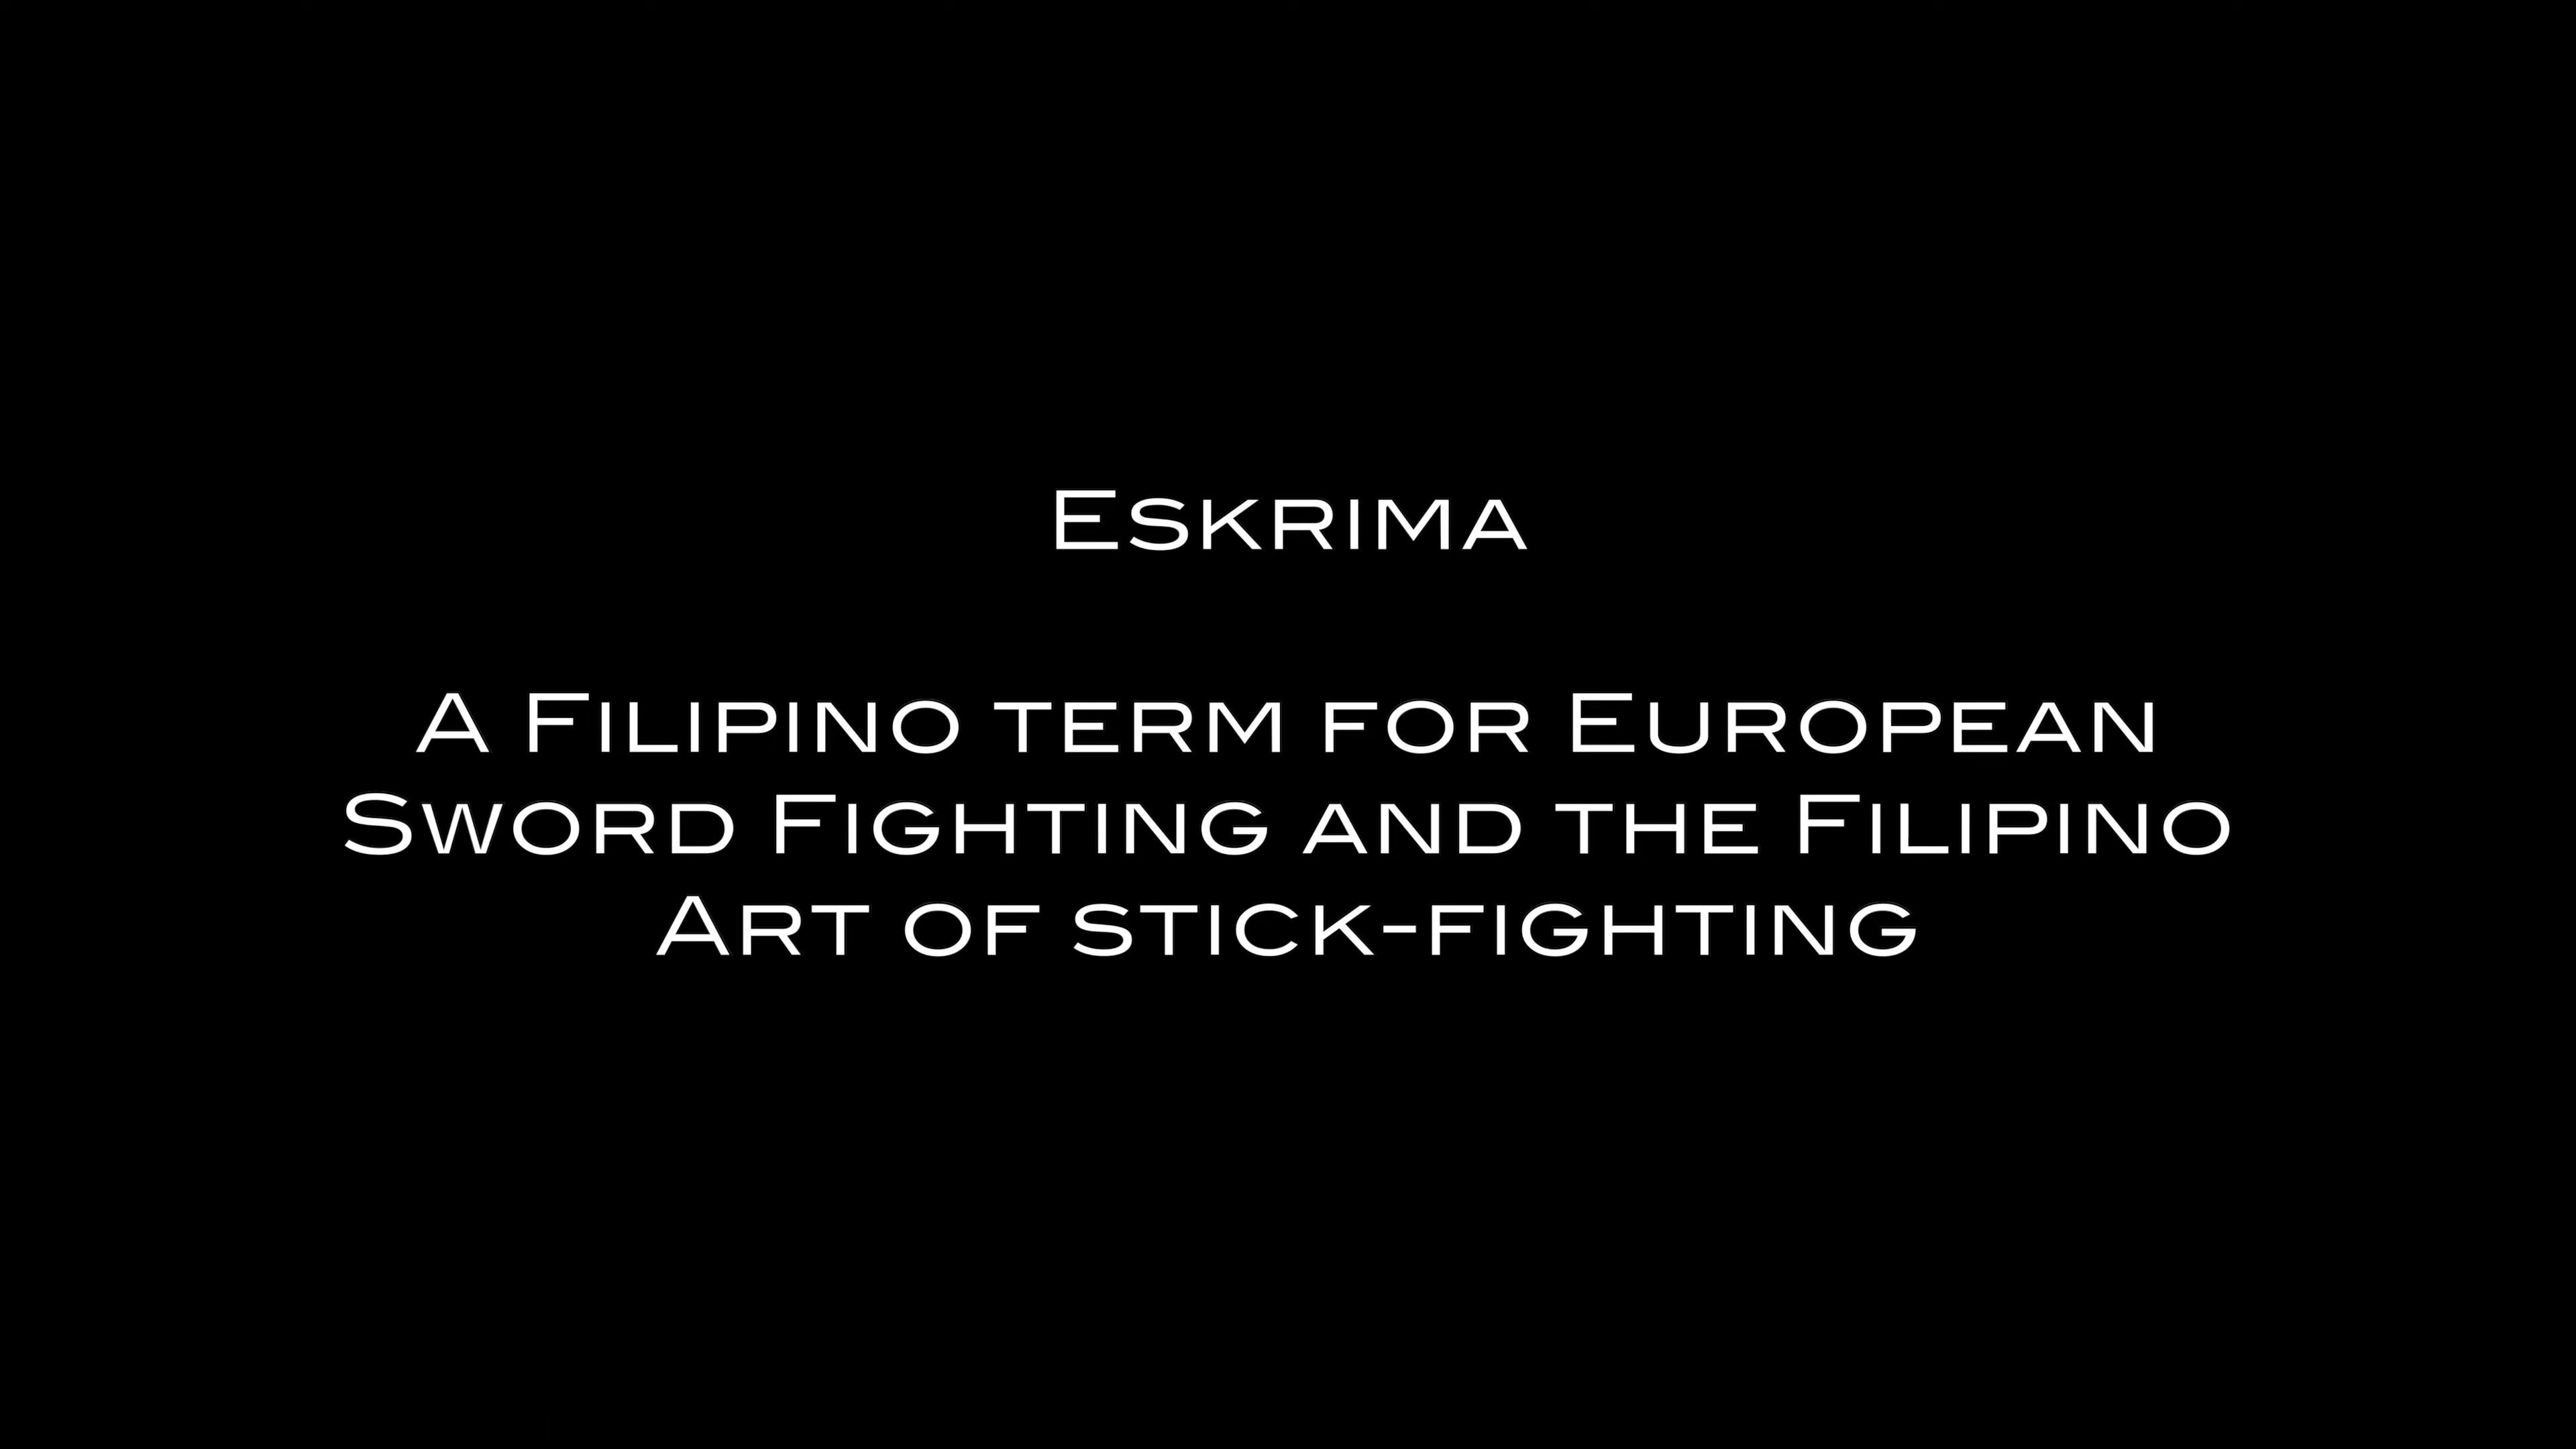 Eskrima
A Filipino term for European
Sword Fighting and the Filipino
Art of stick-fighting